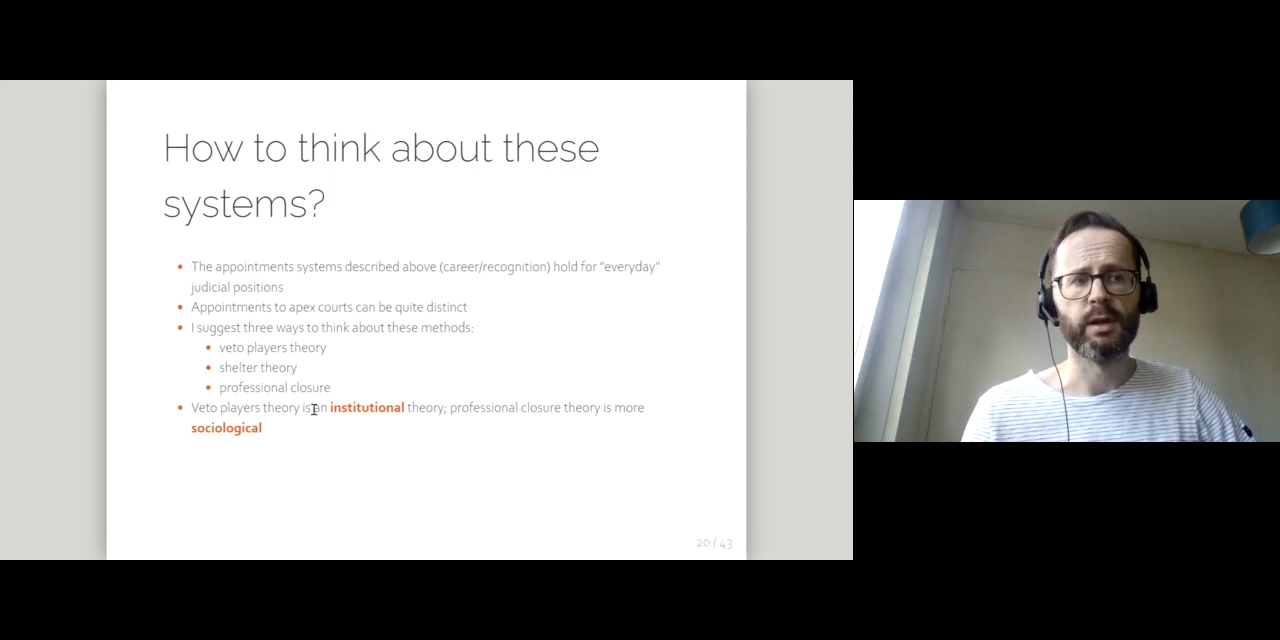 How to think about these
systems?
The appointments systems described above (career/recognition) hold for "everyday"
judicial positions
Appointments to apex courts can be quite distinct
I suggest three ways to think about these methods:
veto players theory
shelter theory
professional closure
Veto players theory is an institutional theory; professional closure theory is more
sociological
20 / 43